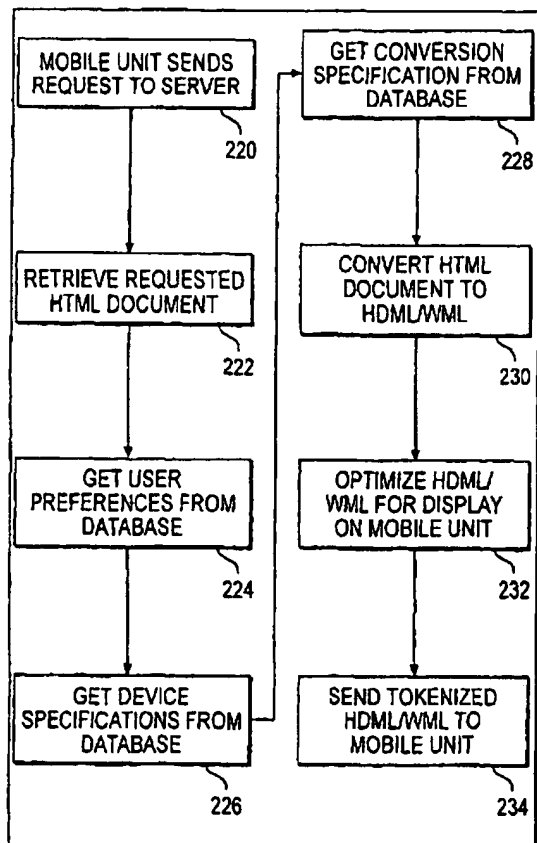 MOBILE UNIT SENDS
REQUEST TO SERVER
220
RETRIEVE REQUESTED
HTML DOCUMENT
222
GET USER
PREFERENCES FROM
DATABASE
224
GET DEVICE
SPECIFICATIONS FROM
DATABASE
226
GET CONVERSION
SPECIFICATION FROM
DATABASE
228
CONVERT HTML
DOCUMENT TO
HDML/WML
230
OPTIMIZE HDML/
WML FOR DISPLAY
ON MOBILE UNIT
232
SEND TOKENIZED
HDML/WML TO
MOBILE UNIT
234